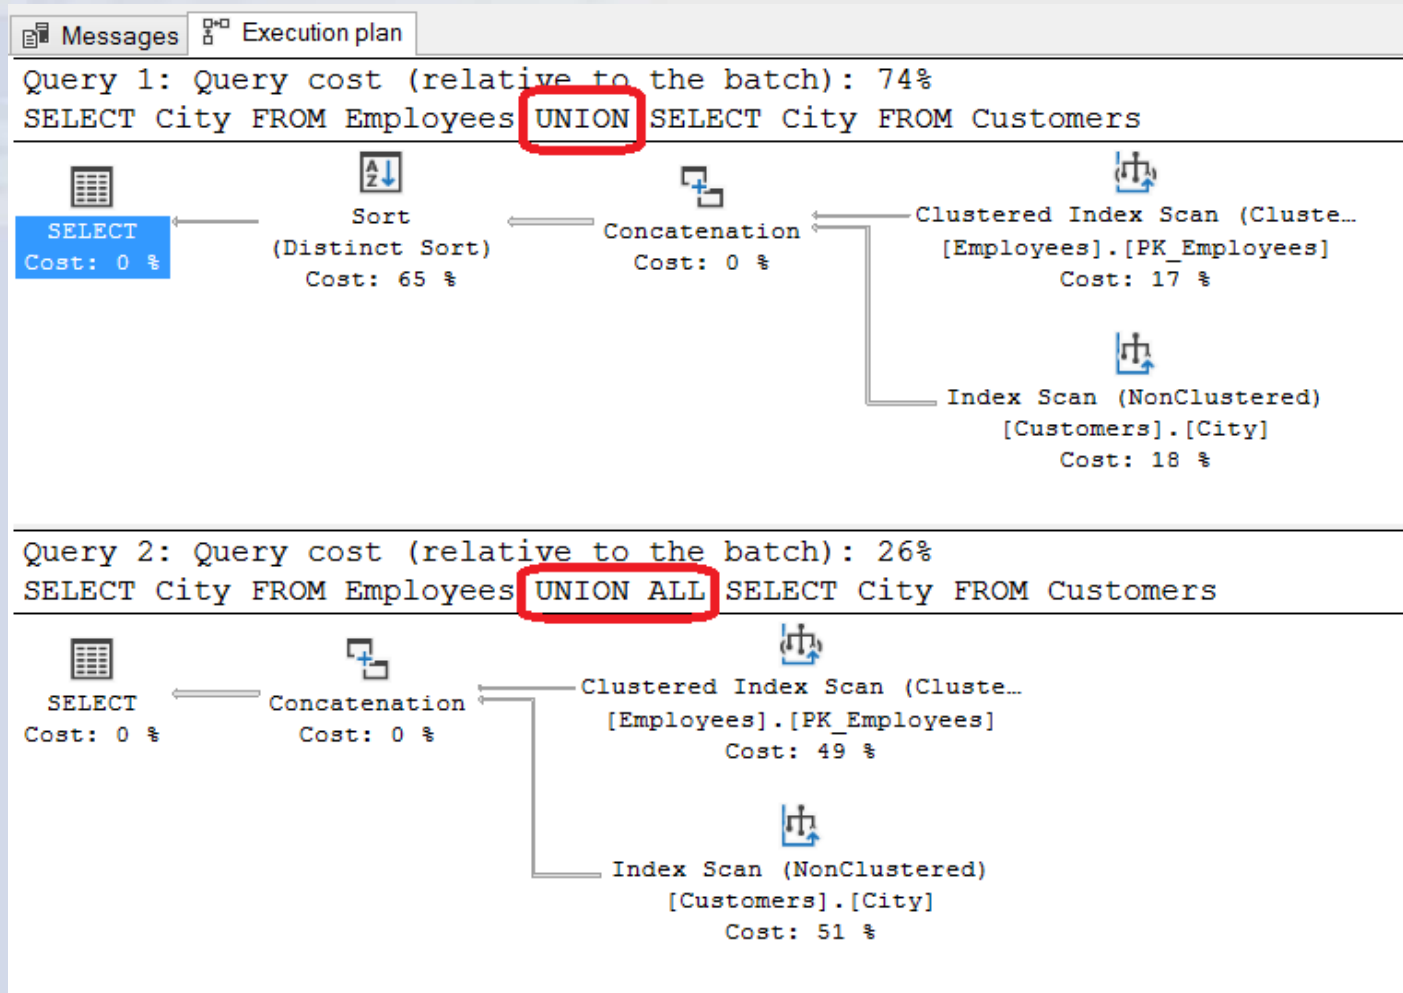 Messages
Execution plan
Query 1: Query cost (relative to the batch): 74%
SELECT City FROM Employees UNION SELECT City FROM Customers
SELECT
Cost: 0 %
Sort
(Distinct Sort)
Cost: 65 %
Concatenation
Cost: 0 %
Clustered Index Scan (Cluste…
[Employees].[PK_Employees]
Cost: 17 %
Index Scan (NonClustered)
[Customers].[City]
Cost: 18 %
Query 2: Query cost (relative to the batch): 26%
SELECT City FROM Employees UNION ALL SELECT City FROM Customers
SELECT
Cost: 0 %
Concatenation
Cost: 0 %
Clustered Index Scan (Cluste…
[Employees].[PK_Employees]
Cost: 49 %
Index Scan (NonClustered)
[Customers].[City]
Cost: 51 %